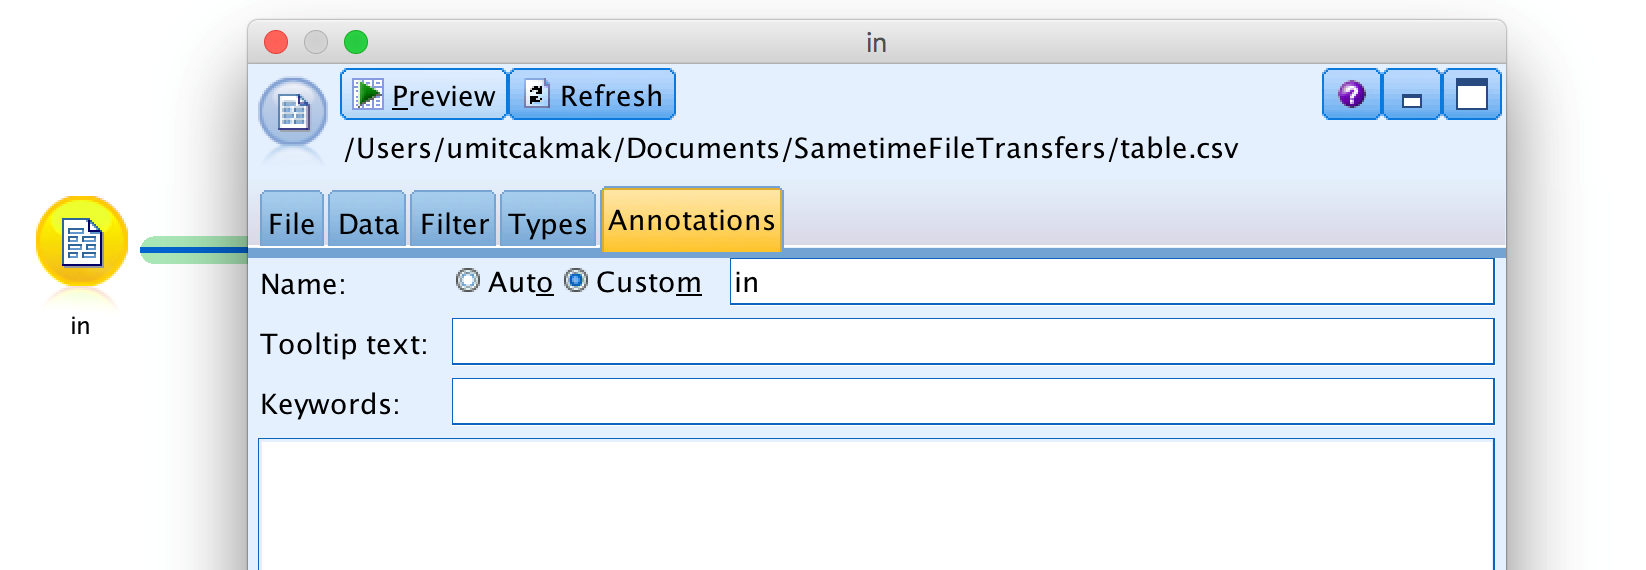 in
Preview Refresh
/Users/umitcakmak/Documents/SametimeFileTransfers/table.csv
File Data Filter Types Annotations
Name: Auto Custom in
Tooltip text:
in
Keywords: